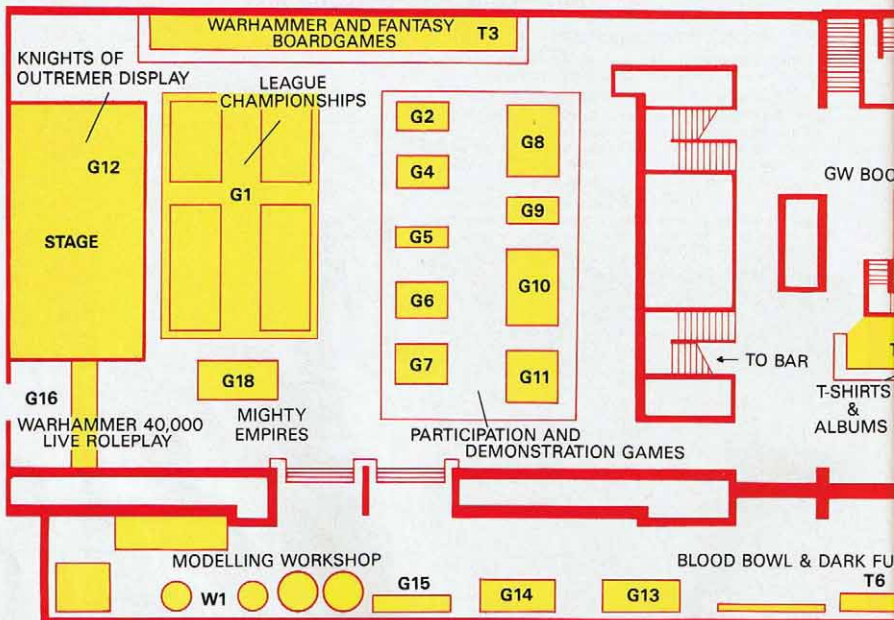 WARHAMMER AND FANTASY
BOARDGAMES
T3
KNIGHTS OF
OUTREMER DISPLAY
LEAGUE
CHAMPIONSHIPS
G12
STAGE
G1
G2
G4
G5
G6
G7
G8
G9
G10
G11
GW BOO
TO BAR
T-SHIRTS
&
ALBUMS
G16
WARHAMMER 40,000
LIVE ROLEPLAY
G18
MIGHTY
EMPIRES
PARTICIPATION AND
DEMONSTRATION GAMES
MODELLING WORKSHOP
W1
G15
G14
G13
BLOOD BOWL & DARK FU
T6